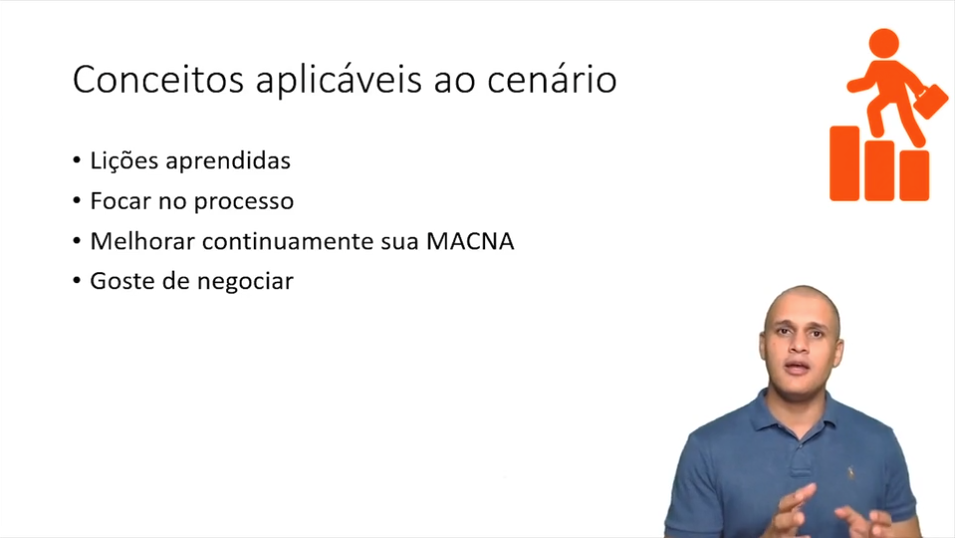 Conceitos aplicáveis ao cenário
• Lições aprendidas
• Focar no processo
• Melhorar continuamente sua MACNA
• Goste de negociar